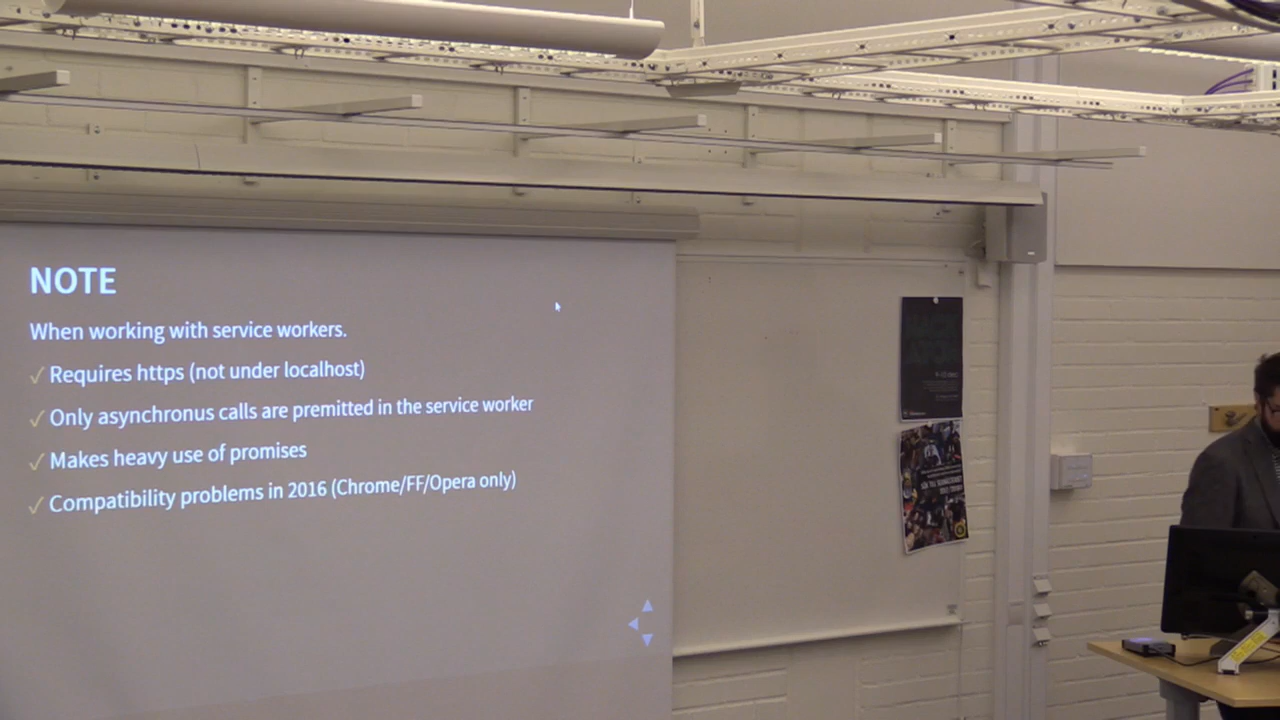 NOTE
When working with service workers.
✓ Requires https (not under localhost)
✓ Only asynchronus calls are premitted in the service worker
✓ Makes heavy use of promises
✓ Compatibility problems in 2016 (Chrome/FF/Opera only)